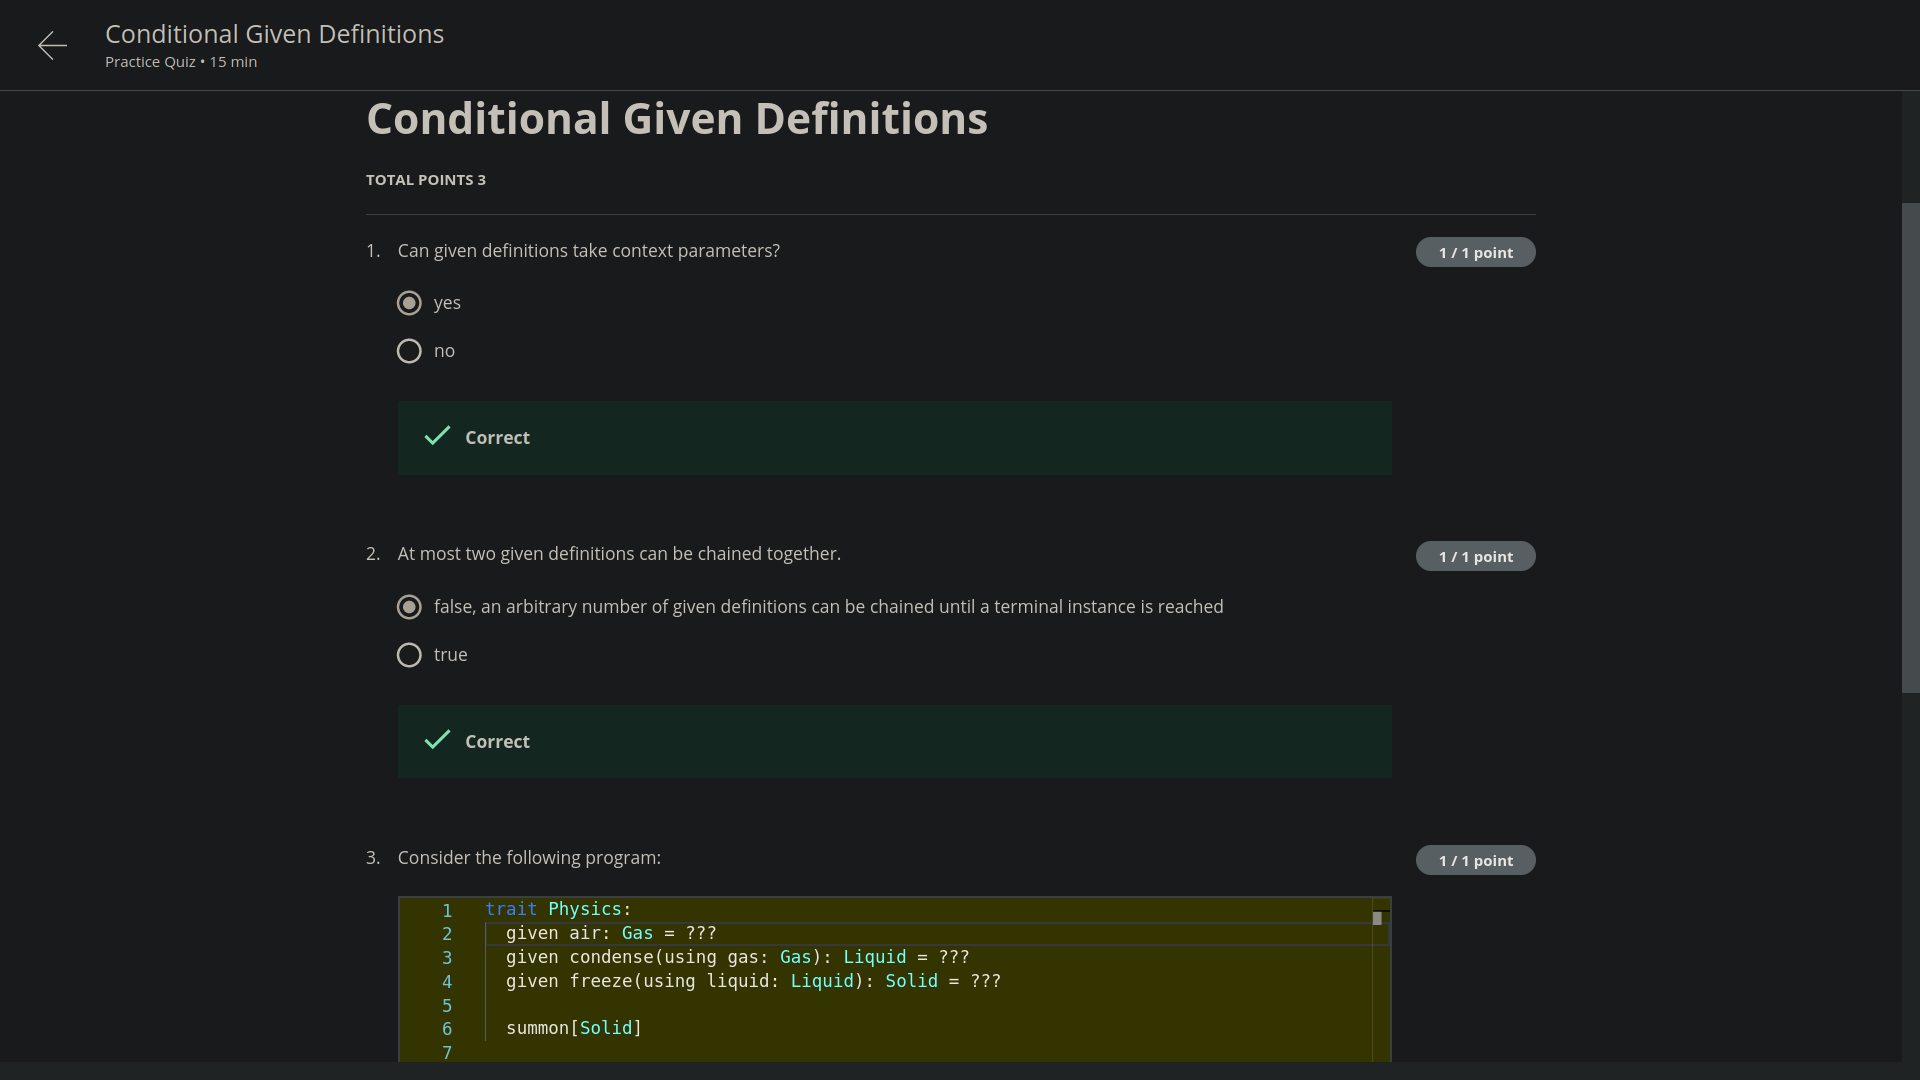 Conditional Given Definitions
Practice Quiz • 15 min
Conditional Given Definitions
TOTAL POINTS 3
1. Can given definitions take context parameters?
1 / 1 point
yes
no
Correct
2. At most two given definitions can be chained together.
1 / 1 point
false, an arbitrary number of given definitions can be chained until a terminal instance is reached
true
Correct
3. Consider the following program:
1 / 1 point
1 trait Physics:
2 given air: Gas = ???
3 given condense(using gas: Gas): Liquid = ???
4 given freeze(using liquid: Liquid): Solid = ???
5
6 summon[Solid]
7